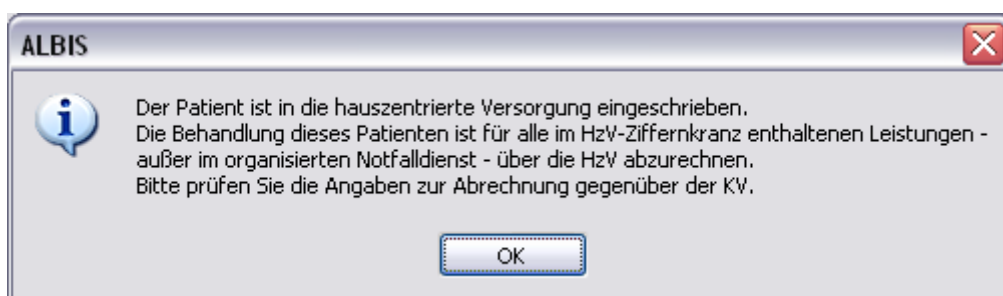 ALBIS
Der Patient ist in die hauszentrierte Versorgung eingeschrieben.
Die Behandlung dieses Patienten ist für alle im HzV-Ziffernkranz enthaltenen Leistungen -
außer im organisierten Notfalldienst - über die HzV abzurechnen.
Bitte prüfen Sie die Angaben zur Abrechnung gegenüber der KV.
OK